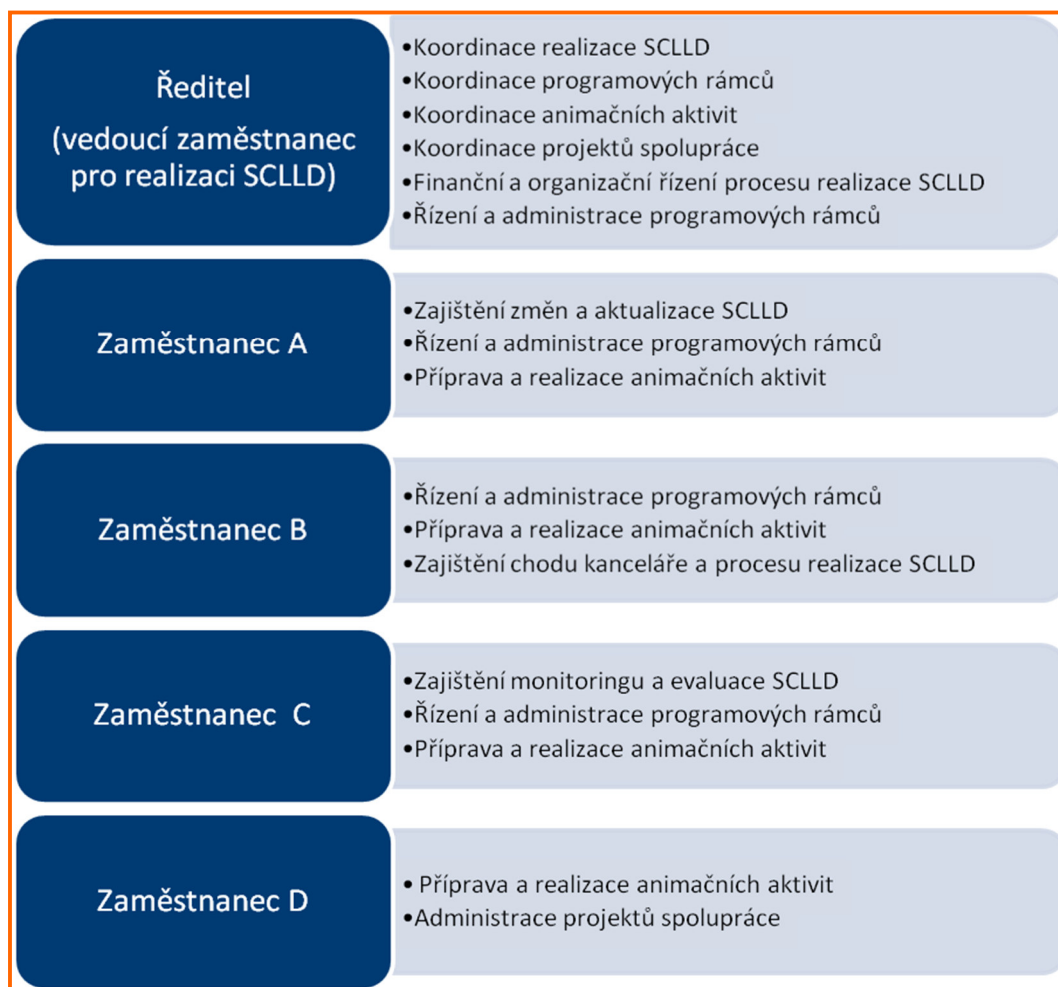 Ředitel
(vedoucí zaměstnanec
pro realizaci SCLLD)
•Koordinace realizace SCLLD
•Koordinace programových rámců
•Koordinace animačních aktivit
•Koordinace projektů spolupráce
•Finanční a organizační řízení procesu realizace SCLLD
•Řízení a administrace programových rámců
Zaměstnanec A
•Zajištění změn a aktualizace SCLLD
•Řízení a administrace programových rámců
•Příprava a realizace animačních aktivit
Zaměstnanec B
•Řízení a administrace programových rámců
•Příprava a realizace animačních aktivit
•Zajištění chodu kanceláře a procesu realizace SCLLD
Zaměstnanec C
•Zajištění monitoringu a evaluace SCLLD
•Řízení a administrace programových rámců
•Příprava a realizace animačních aktivit
Zaměstnanec D
• Příprava a realizace animačních aktivit
•Administrace projektů spolupráce